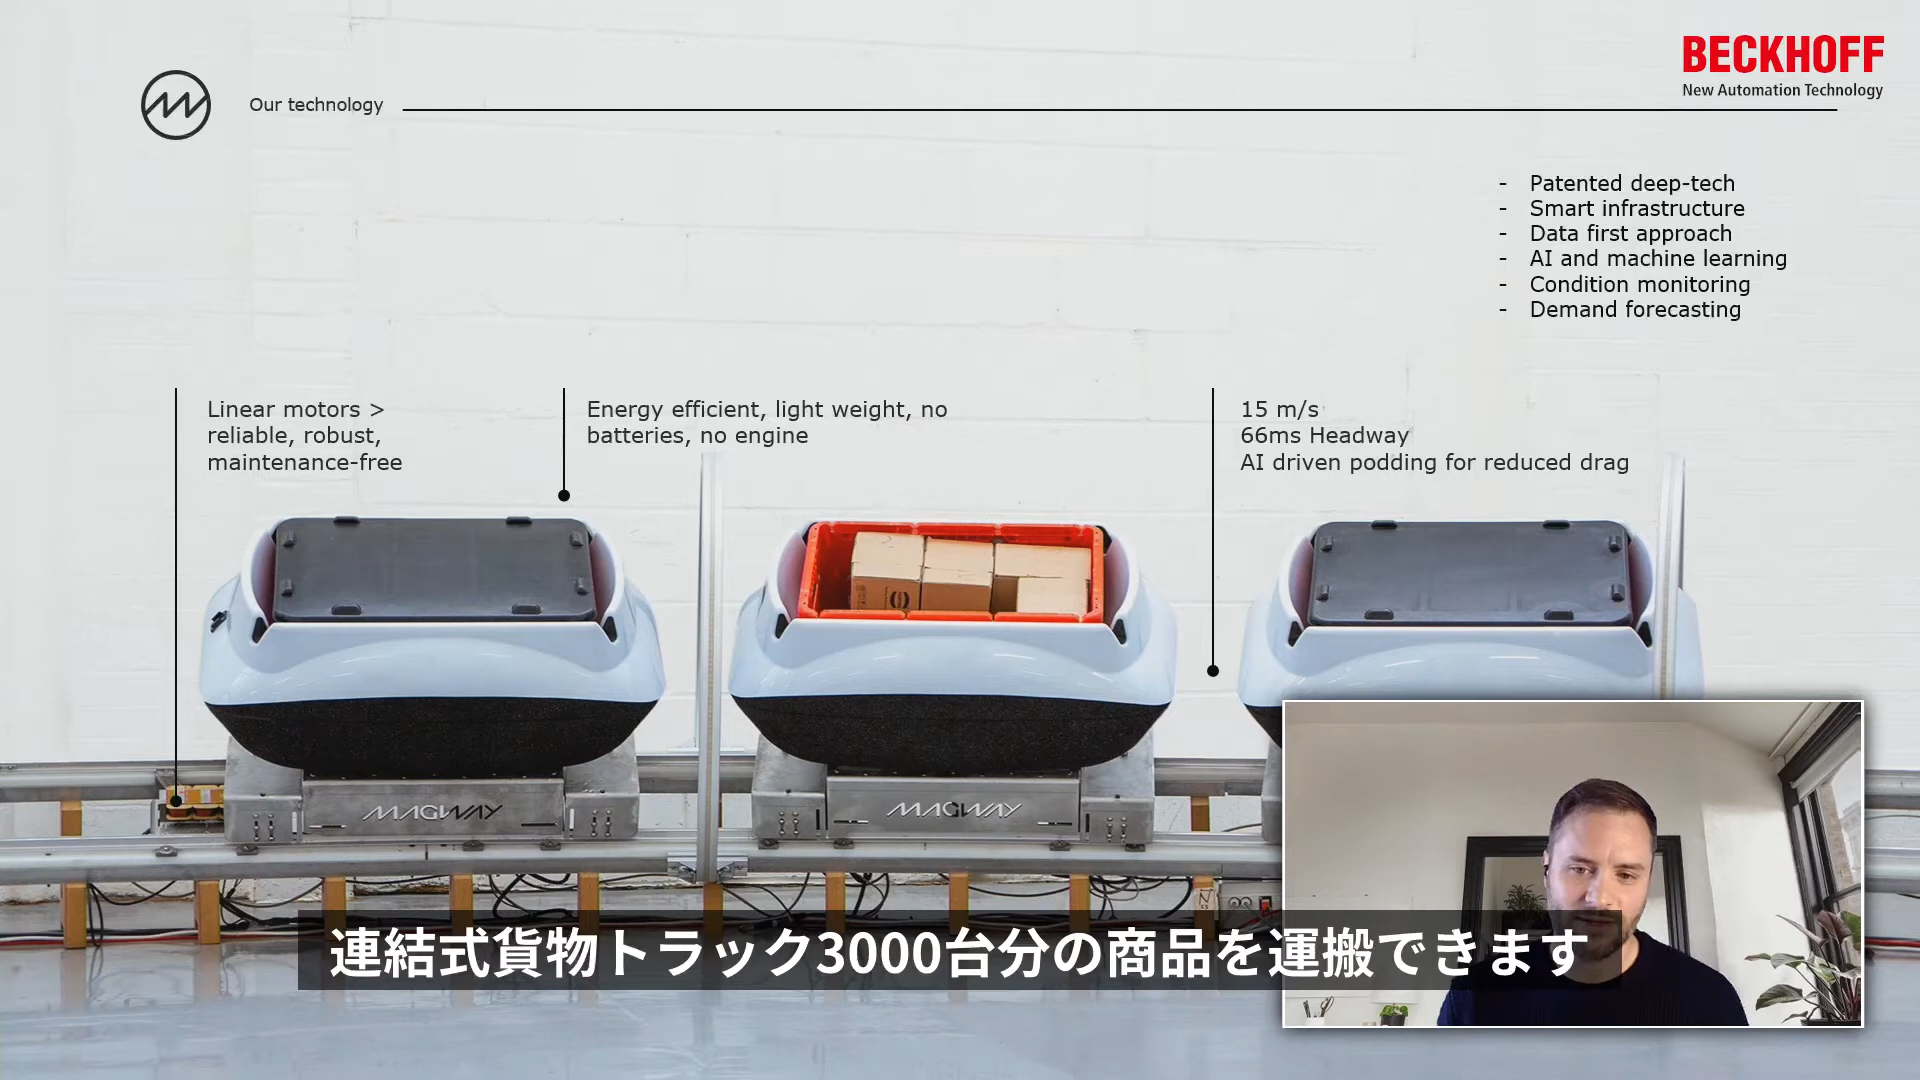 BECKHOFF
New Automation Technology
Our technology
- Patented deep-tech
- Smart infrastructure
- Data first approach
- AI and machine learning
- Condition monitoring
- Demand forecasting
Linear motors >
reliable, robust,
maintenance-free
Energy efficient, light weight, no
batteries, no engine
15 m/s
66ms Headway
AI driven podding for reduced drag
MAGWAY
MAGWAY
連結式貨物トラック3000台分の商品を運搬できます